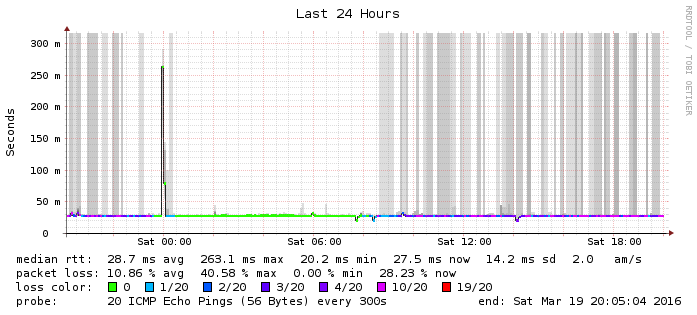 Last 24 Hours
RRDTOOL / TOBI OETIKER
Seconds
300 m
250 m
200 m
150 m
100 m
50 m
0
Sat 00:00 Sat 06:00 Sat 12:00 Sat 18:00
median rtt: 28.7 ms avg 263.1 ms max 20.2 ms min 27.5 ms now 14.2 ms sd 2.0 am/s
packet loss: 10.86 % avg 40.58 % max 0.00 % min 28.23 % now
loss color: 0 1/20 2/20 3/20 4/20 10/20 19/20
probe: 20 ICMP Echo Pings (56 Bytes) every 300s end: Sat Mar 19 20:05:04 2016